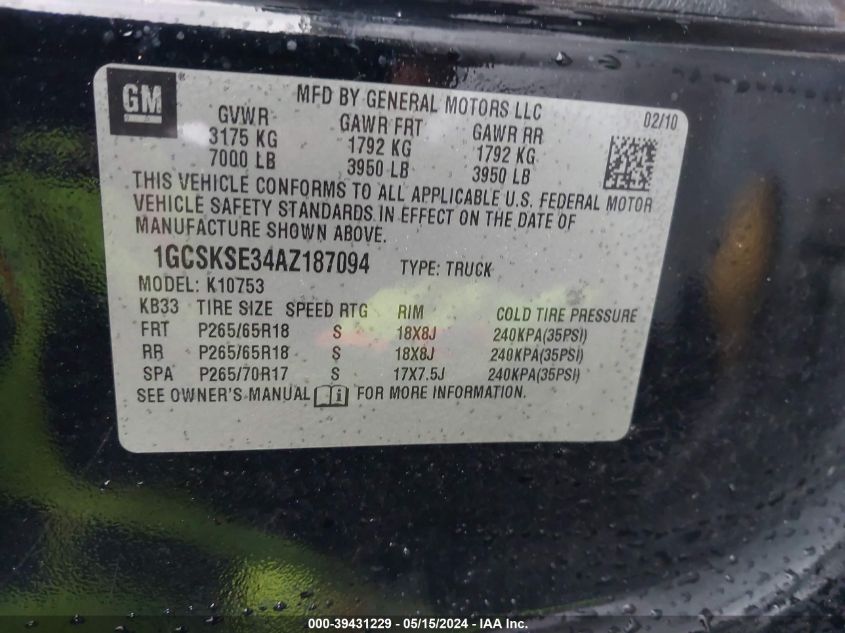 GM ®
MFD BY GENERAL MOTORS LLC
02/10
GVWR GAWR FRT GAWR RR
3175 KG 1792 KG 1792 KG
7000 LB 3950 LB 3950 LB
THIS VEHICLE CONFORMS TO ALL APPLICABLE U.S. FEDERAL MOTOR
VEHICLE SAFETY STANDARDS IN EFFECT ON THE DATE OF
MANUFACTURE SHOWN ABOVE.
1GCSKSE34AZ187094 TYPE: TRUCK
MODEL: K10753
KB33 TIRE SIZE SPEED RTG RIM COLD TIRE PRESSURE
FRT P265/65R18 S 18X8J 240KPA(35PSI)
RR P265/65R18 S 18X8J 240KPA(35PSI)
SPA P265/70R17 S 17X7.5J 240KPA(35PSI)
SEE OWNER'S MANUAL i FOR MORE INFORMATION.
000-39431229 - 05/15/2024 - IAA, Inc.